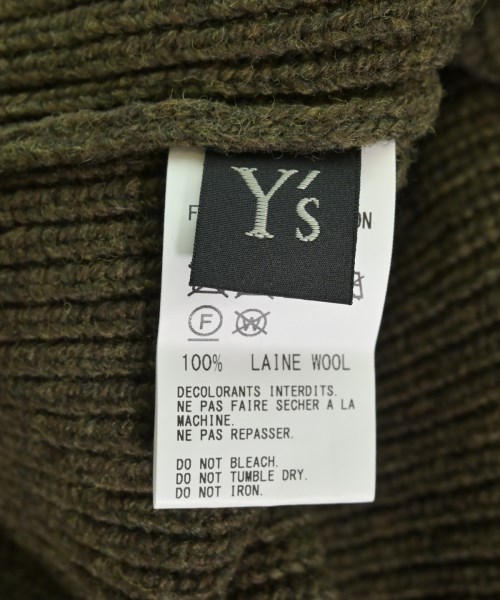 Y's
F
W
100% LAINE WOOL
DECOLORANTS INTERDITS.
NE PAS FAIRE SECHER A LA
MACHINE.
NE PAS REPASSER.
DO NOT BLEACH.
DO NOT TUMBLE DRY.
DO NOT IRON.